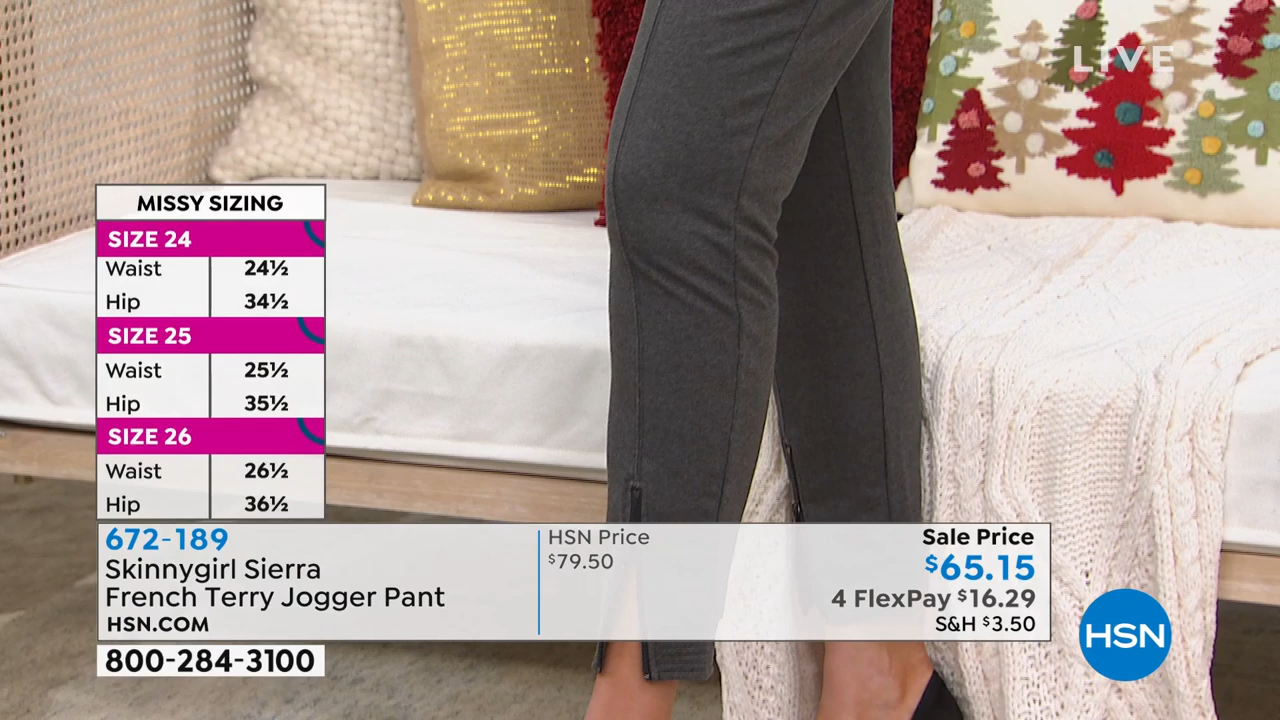 LIVE
MISSY SIZING
SIZE 24
Waist 24½
Hip 34½
SIZE 25
Waist 25½
Hip 35½
SIZE 26
Waist 26½
Hip 36½
672-189
Skinnygirl Sierra
French Terry Jogger Pant
HSN.COM
HSN Price
$79.50
Sale Price
$65.15
4 FlexPay $16.29
S&H $3.50
800-284-3100
HSN